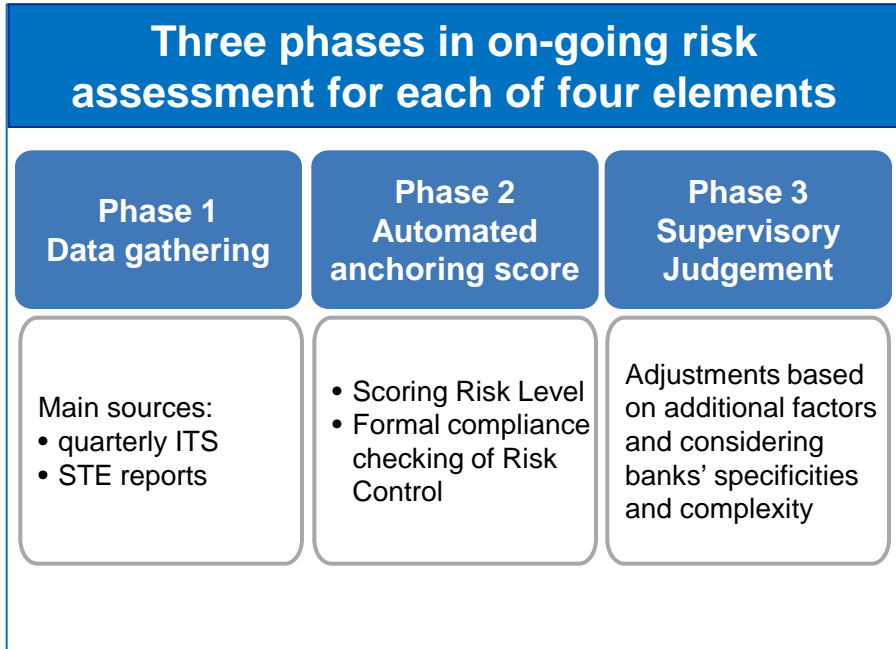 Three phases in on-going risk
assessment for each of four elements
Phase 1
Data gathering
Phase 2
Automated
anchoring score
Phase 3
Supervisory
Judgement
Main sources:
• quarterly ITS
• STE reports
• Scoring Risk Level
• Formal compliance
checking of Risk
Control
Adjustments based
on additional factors
and considering
banks’ specificities
and complexity